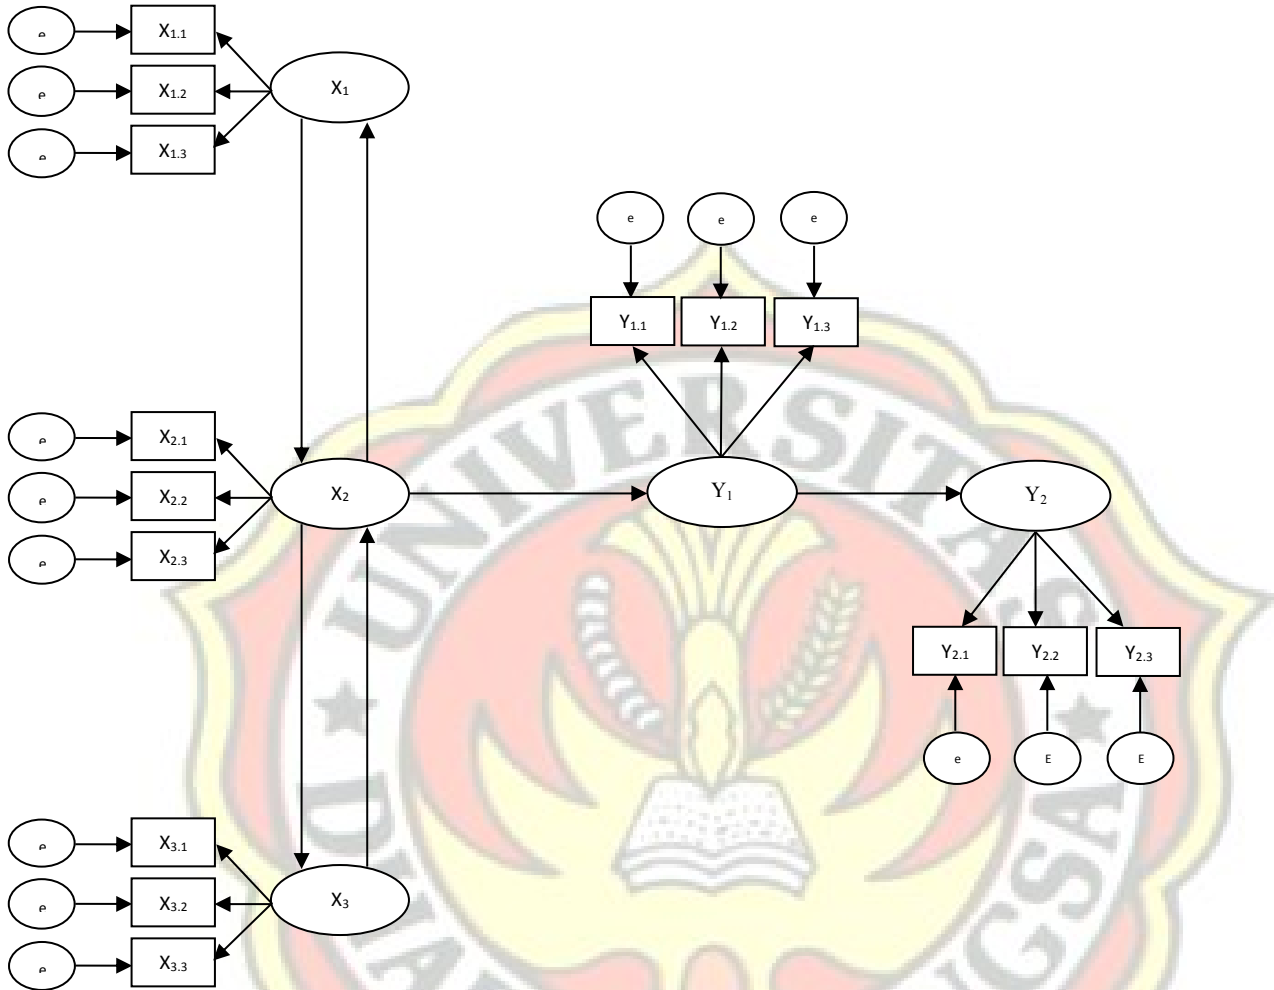 e X₁.₁
e X₁.₂
e X₁.₃
X₁
e e e
Y₁.₁ Y₁.₂ Y₁.₃
e X₂.₁
e X₂.₂
e X₂.₃
X₂ Y₁ Y₂
Y₂.₁ Y₂.₂ Y₂.₃
e E E
e X₃.₁
e X₃.₂
e X₃.₃
X₃
UNIVERSITAS